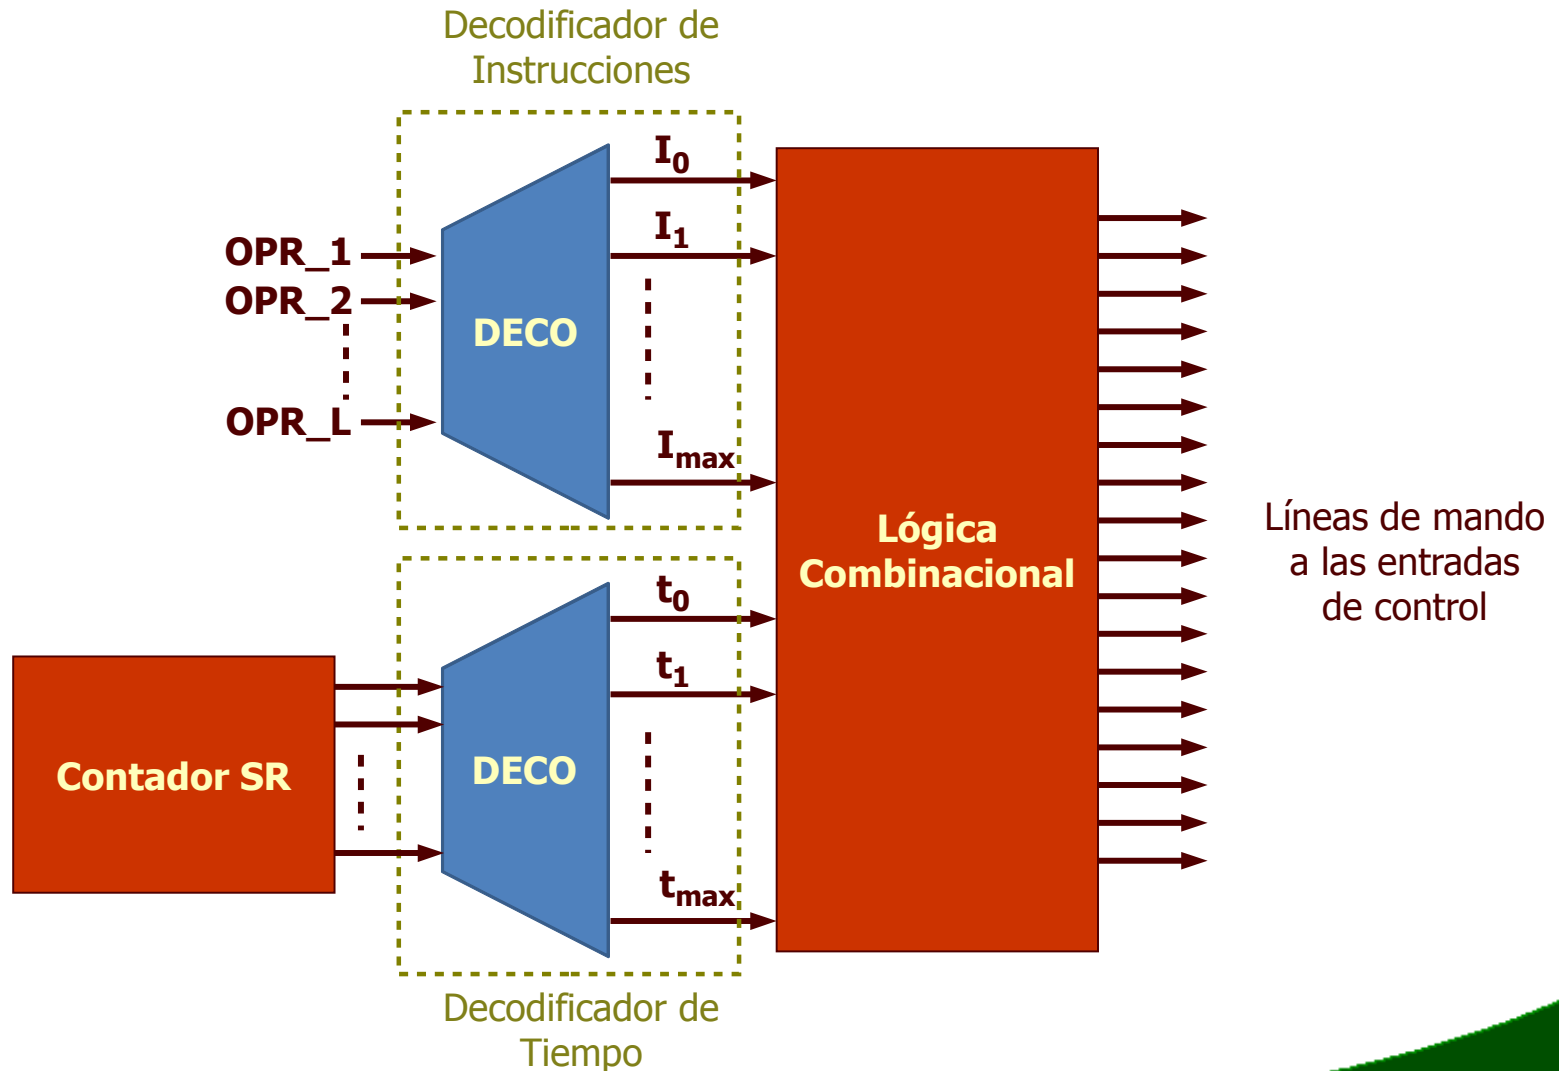 Decodificador de
Instrucciones
OPR_1
OPR_2
OPR_L
DECO
I0
I1
Imax
Contador SR
DECO
t0
t1
tmax
Decodificador de
Tiempo
Lógica
Combinacional
Líneas de mando
a las entradas
de control